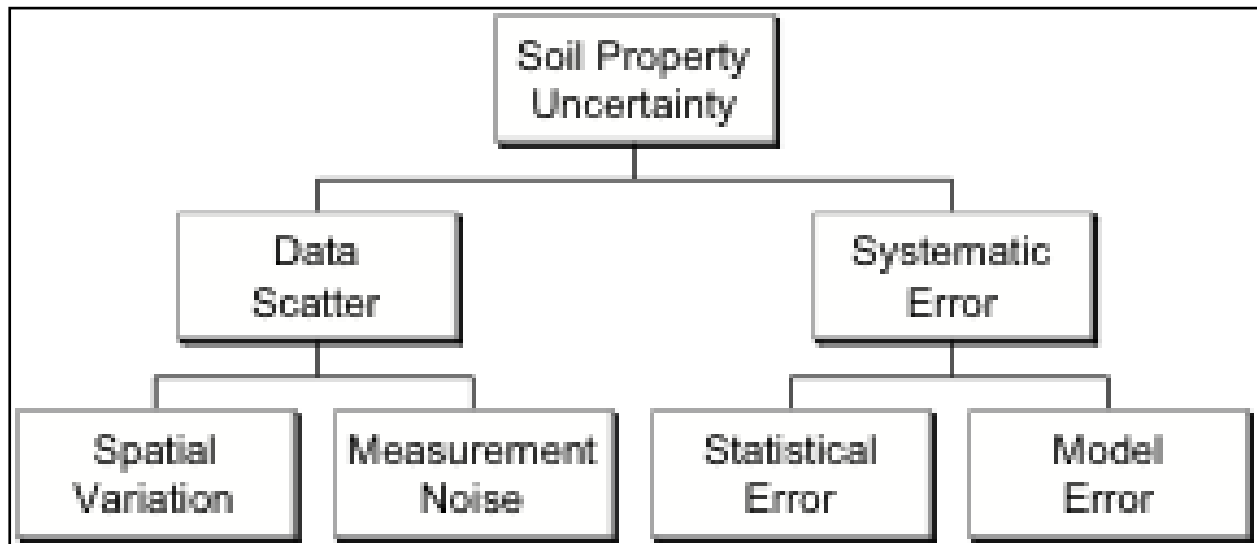 Soil Property
Uncertainty
Data
Scatter
Systematic
Error
Spatial
Variation
Measurement
Noise
Statistical
Error
Model
Error